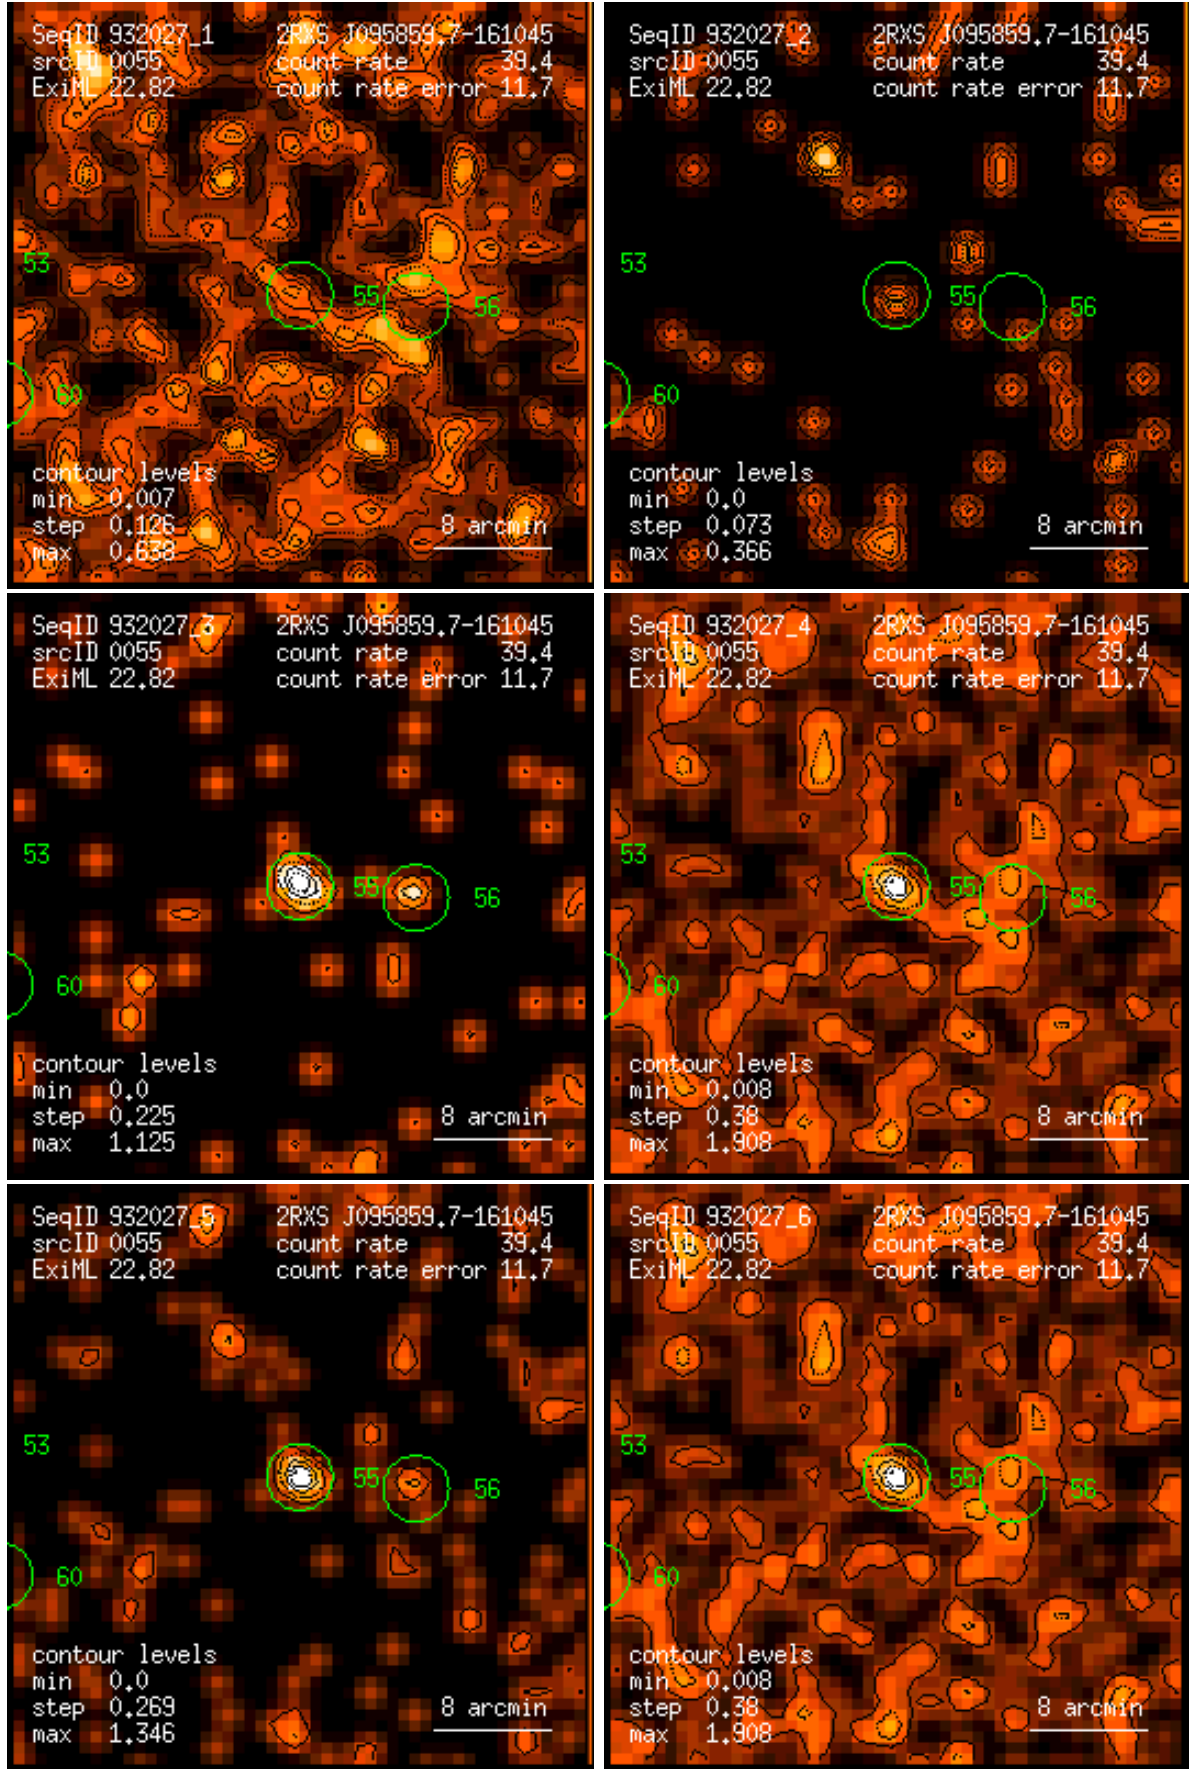 SeqID 932027_1 2RXS J095859.7-161045
srcID 0055 count rate 39.4
ExiML 22.82 count rate error 11.7
53
55
56
60
contour levels
min 0.007
step 0.126
max 0.638
8 arcmin
SeqID 932027_2 2RXS J095859.7-161045
srcID 0055 count rate 39.4
ExiML 22.82 count rate error 11.7
53
55
56
60
contour levels
min 0.0
step 0.073
max 0.366
8 arcmin
SeqID 932027_3 2RXS J095859.7-161045
srcID 0055 count rate 39.4
ExiML 22.82 count rate error 11.7
53
55
56
60
contour levels
min 0.0
step 0.225
max 1.125
8 arcmin
SeqID 932027_4 2RXS J095859.7-161045
srcID 0055 count rate 39.4
ExiML 22.82 count rate error 11.7
53
55
56
60
contour levels
min 0.008
step 0.38
max 1.908
8 arcmin
SeqID 932027_5 2RXS J095859.7-161045
srcID 0055 count rate 39.4
ExiML 22.82 count rate error 11.7
53
55
56
60
contour levels
min 0.0
step 0.269
max 1.346
8 arcmin
SeqID 932027_6 2RXS J095859.7-161045
srcID 0055 count rate 39.4
ExiML 22.82 count rate error 11.7
53
55
56
60
contour levels
min 0.008
step 0.38
max 1.908
8 arcmin